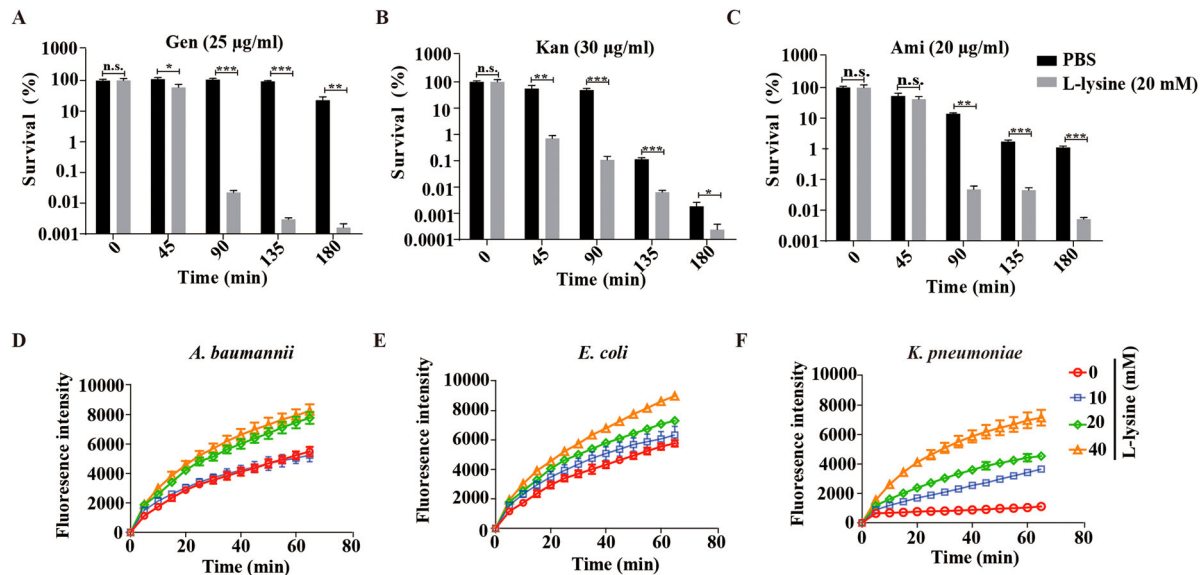 A
Gen (25 μg/ml)
Survival (%)
1000
100
10
1
0.1
0.01
0.001
n.s.
*
***
***
**
0
45
90
135
180
Time (min)
B
Kan (30 μg/ml)
Survival (%)
1000
100
10
1
0.1
0.01
0.001
0.0001
n.s.
**
***
***
*
0
45
90
135
180
Time (min)
C
Ami (20 μg/ml)
Survival (%)
1000
100
10
1
0.1
0.01
0.001
n.s.
n.s.
**
***
***
0
45
90
135
180
Time (min)
PBS
L-lysine (20 mM)
D
A. baumannii
Fluorescence intensity
10000
8000
6000
4000
2000
0
0
20
40
60
80
Time (min)
E
E. coli
Fluorescence intensity
10000
8000
6000
4000
2000
0
0
20
40
60
80
Time (min)
F
K. pneumoniae
Fluorescence intensity
10000
8000
6000
4000
2000
0
0
20
40
60
80
Time (min)
0
10
20
40
L-lysine (mM)